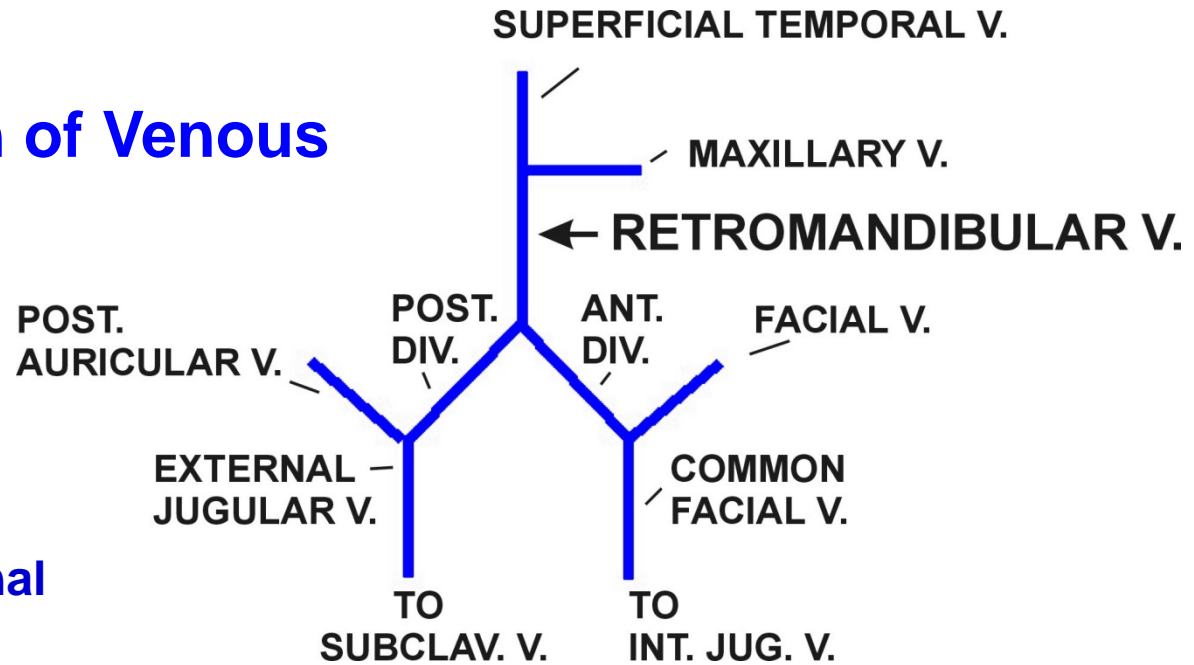 SUPERFICIAL TEMPORAL V.
of Venous
MAXILLARY V.
RETROMANDIBULAR V.
POST.
AURICULAR V.
POST.
DIV.
ANT.
DIV.
FACIAL V.
EXTERNAL
JUGULAR V.
COMMON
FACIAL V.
TO
SUBCLAV. V.
TO
INT. JUG. V.